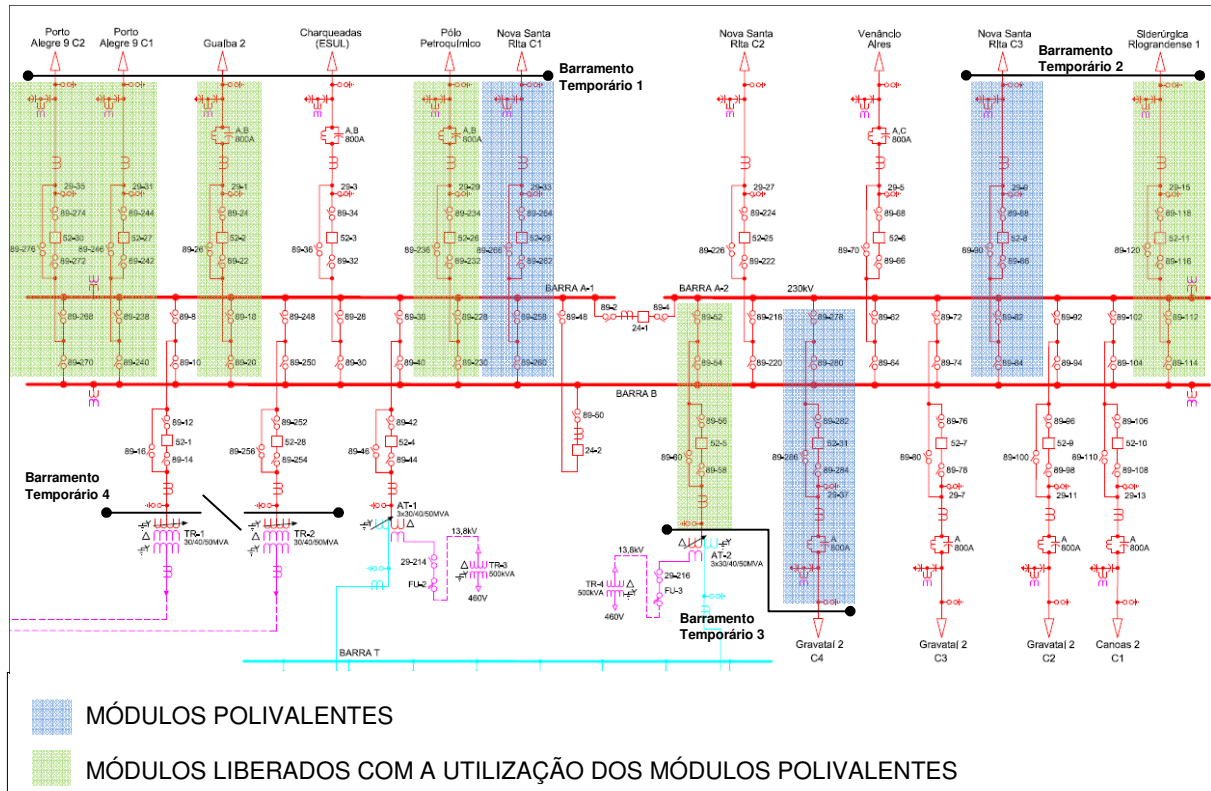 Porto
Alegre 9 C2
Porto
Alegre 9 C1
Guaíba 2
Charqueadas
(ESUL)
Pólo
Petroquímico
Nova Santa
Rita C1
Nova Santa
Rita C2
Venâncio
Aires
Nova Santa
Rita C3
Siderúrgica
Riograndense 1
Barramento
Temporário 1
Barramento
Temporário 2
A,B
800A
A,B
800A
A,B
800A
A,C
800A
29-35
29-31
29-1
29-3
29-29
29-33
29-27
29-5
29-9
29-15
89-274
89-244
89-24
89-34
89-234
89-264
89-224
89-68
89-88
89-118
89-276
52-30
89-246
52-27
89-26
52-2
89-36
52-3
89-236
52-26
89-266
52-29
89-226
52-25
89-70
52-6
89-90
52-8
89-120
52-11
89-272
89-242
89-22
89-32
89-232
89-262
89-222
89-66
89-86
89-116
BARRA A-1
BARRA A-2
230kV
89-268
89-238
89-8
89-18
89-248
89-28
89-38
89-228
89-258
89-48
89-2
24-1
89-4
89-52
89-218
89-278
89-62
89-72
89-92
89-102
89-112
89-270
89-240
89-10
89-20
89-250
89-30
89-40
89-230
89-260
89-54
89-220
89-280
89-64
89-74
89-84
89-94
89-104
89-114
BARRA B
89-12
89-252
89-42
89-50
89-56
89-282
89-76
89-96
89-106
89-16
52-1
89-256
52-28
89-46
52-4
24-2
89-60
52-5
89-286
52-31
89-80
52-7
89-100
52-9
89-110
52-10
89-14
89-254
89-44
89-58
89-284
89-78
89-98
89-108
29-37
29-7
29-11
29-13
Barramento
Temporário 4
TR-1
30/40/50MVA
TR-2
30/40/50MVA
AT-1
3x30/40/50MVA
13,8kV
29-214
FU-2
TR-3
500kVA
460V
13,8kV
AT-2
3x30/40/50MVA
TR-4
500kVA
29-216
FU-3
460V
Barramento
Temporário 3
A
800A
A
800A
A
800A
A
800A
BARRA T
Gravataí 2
C4
Gravataí 2
C3
Gravataí 2
C2
Canoas 2
C1
MÓDULOS POLIVALENTES
MÓDULOS LIBERADOS COM A UTILIZAÇÃO DOS MÓDULOS POLIVALENTES